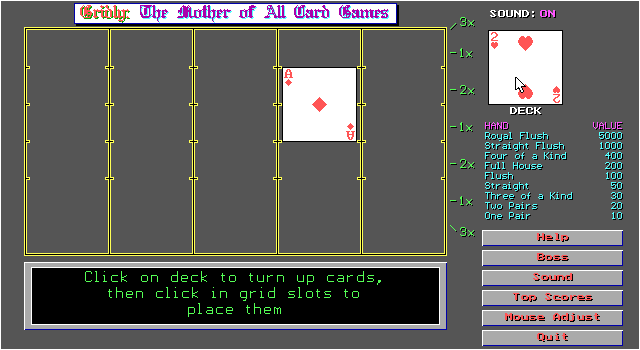 Gridly: The Mother of All Card Games
SOUND: ON
3x
1x
2x
1x
2x
1x
3x
A
A
2
2
DECK
HAND VALUE
Royal Flush 5000
Straight Flush 1000
Four of a Kind 400
Full House 200
Flush 100
Straight 50
Three of a Kind 30
Two Pairs 20
One Pair 10
Help
Boss
Sound
Top Scores
Mouse Adjust
Quit
Click on deck to turn up cards,
then click in grid slots to
place them